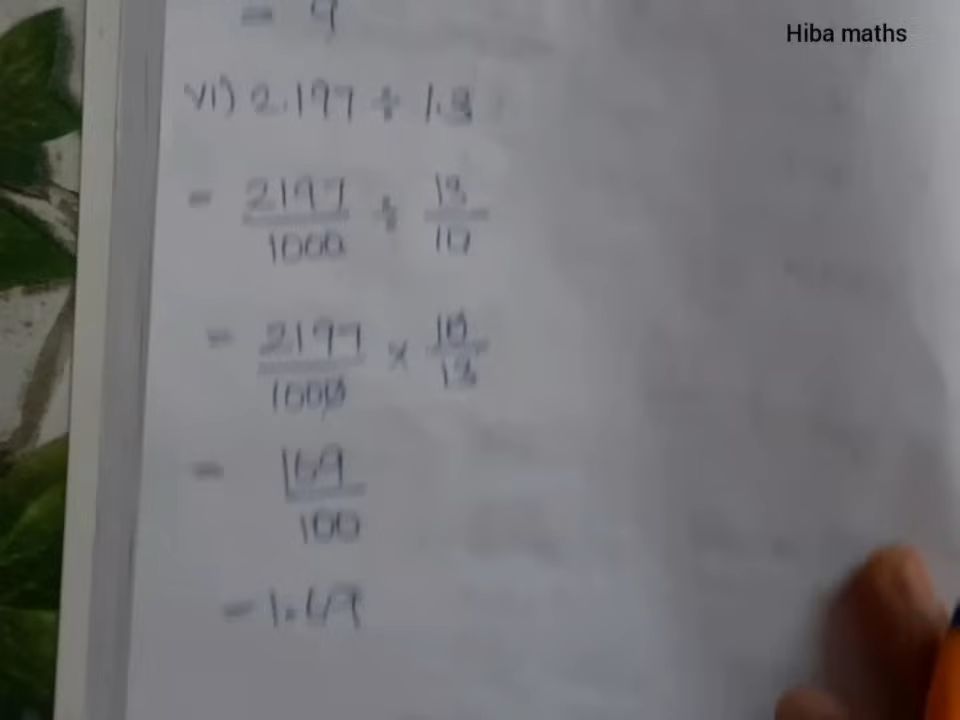 Hiba maths
= 9
vi) 2.197 ÷ 1.3
= 2197/1000 ÷ 13/10
= 2197/1000 × 10/13
= 169/100
= 1.69